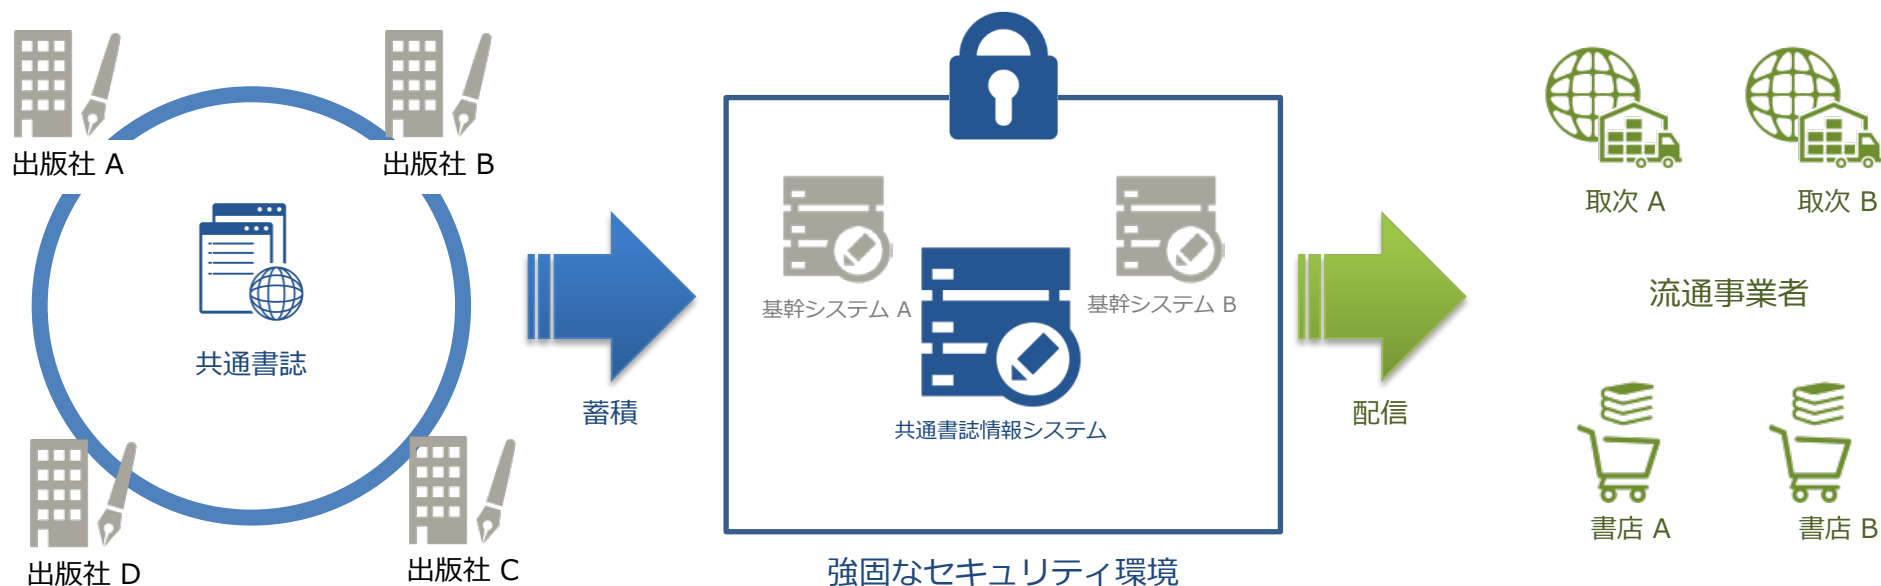 出版社 A
出版社 B
共通書誌
出版社 D
出版社 C
蓄積
基幹システム A
基幹システム B
共通書誌情報システム
強固なセキュリティ環境
配信
取次 A
取次 B
流通事業者
書店 A
書店 B